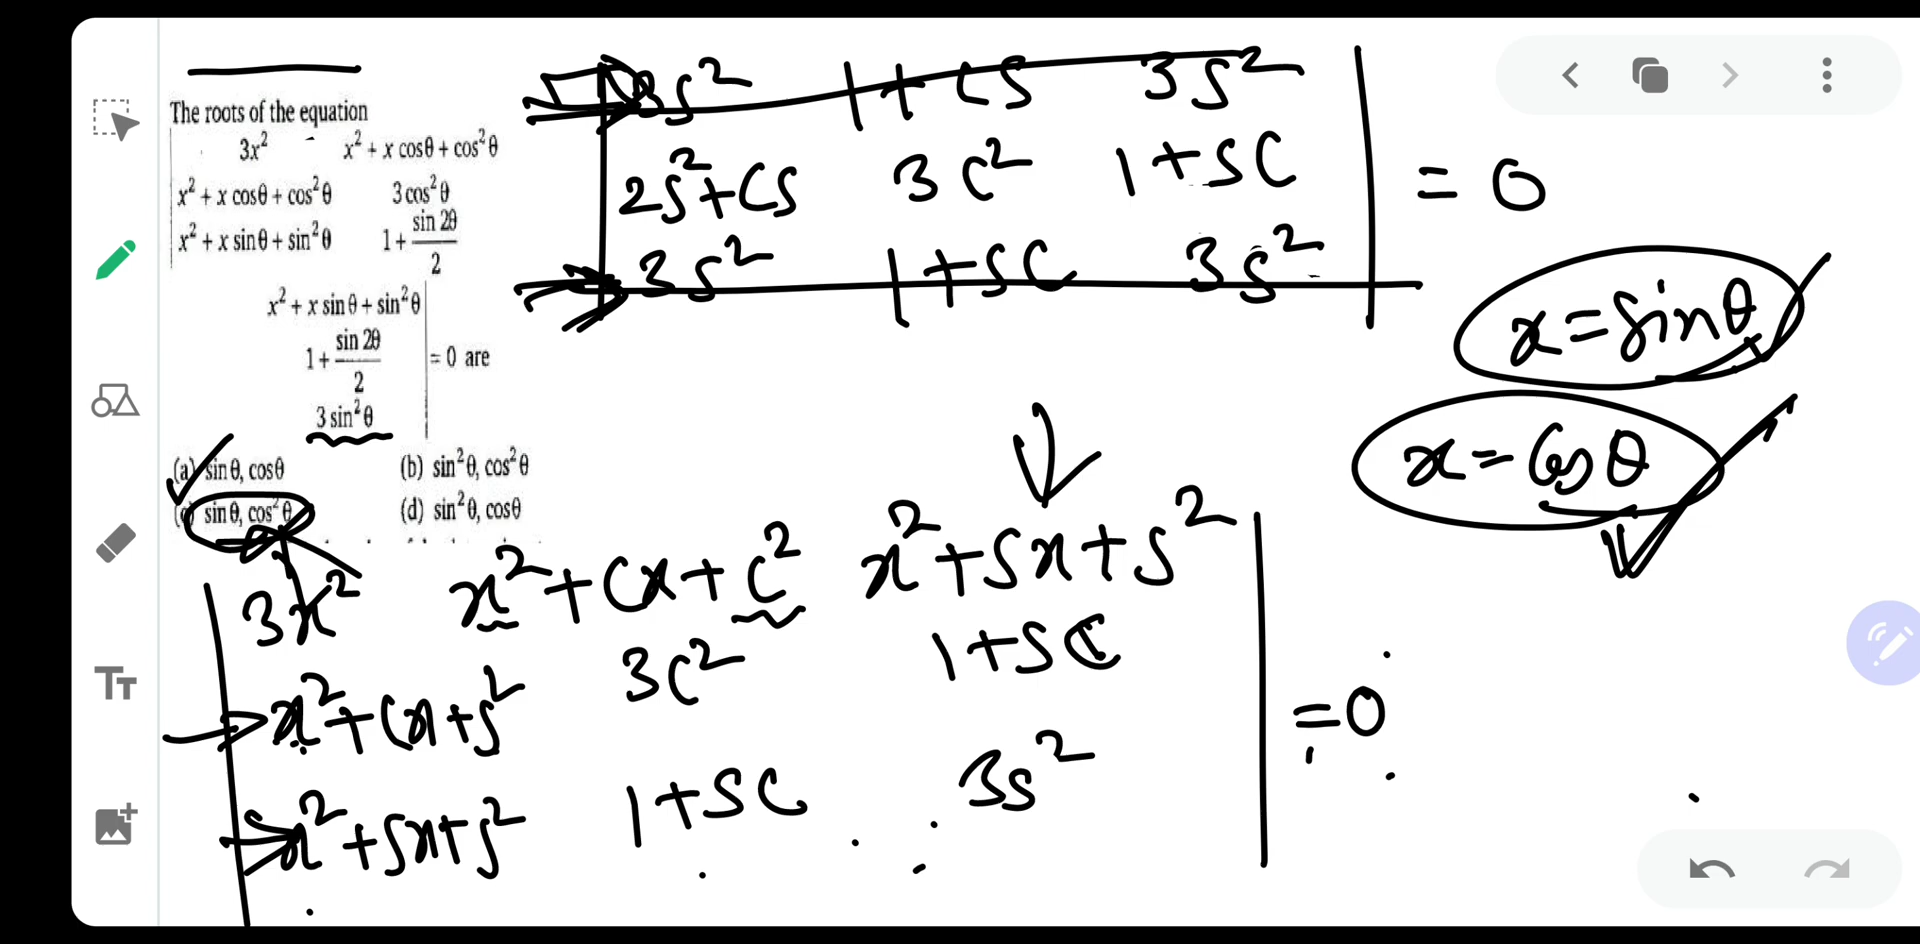 The roots of the equation
3x² x² + x cosθ + cos²θ
x² + x cosθ + cos²θ 3 cos²θ
x² + x sinθ + sin²θ 1 + sin 2θ / 2
x² + x sinθ + sin²θ
1 + sin 2θ / 2 = 0 are
3 sin²θ
(a) sinθ, cosθ (b) sin²θ, cos²θ
(c) sinθ, cos²θ (d) sin²θ, cosθ
3s² 1 + cs 3s²
2s² + cs 3c² 1 + sc = 0
3s² 1 + sc 3s²
x = sinθ
x = cosθ
3x² x² + cx + c² x² + sx + s²
x² + cx + s² 3c² 1 + sc = 0
x² + sx + s² 1 + sc 3s²
TT